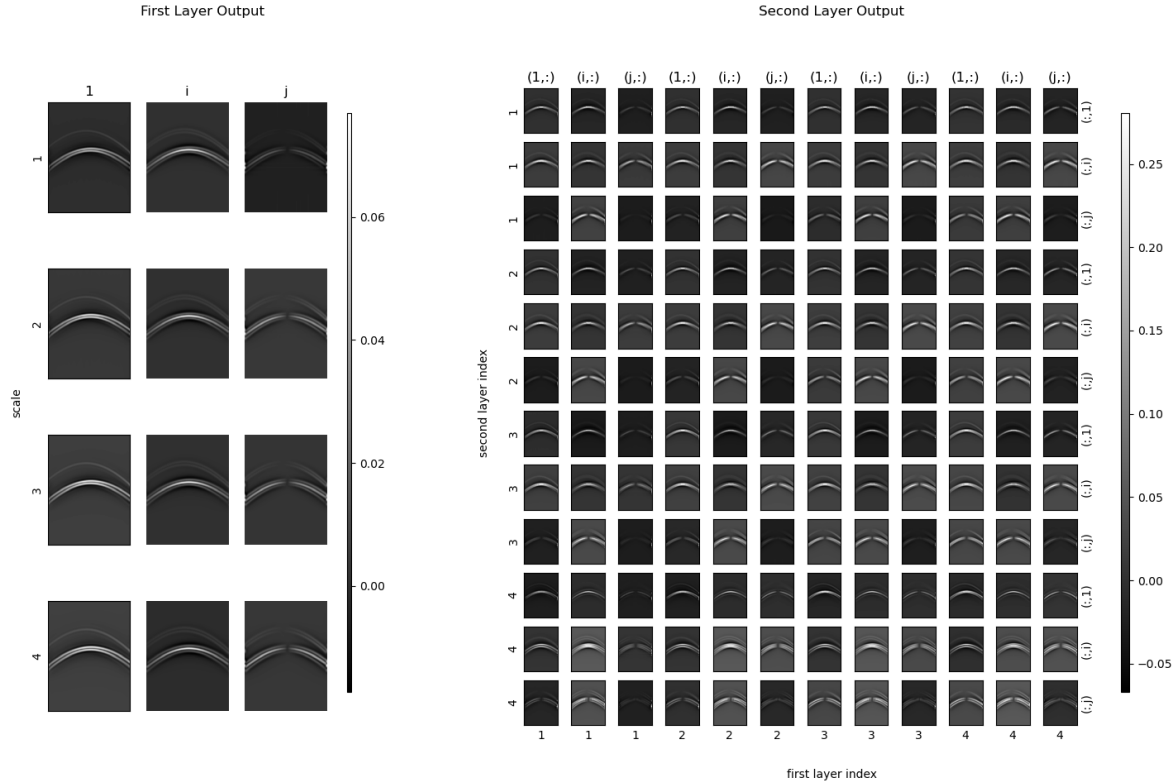 First Layer Output
1 i j
1
2
3
4
scale
0.06
0.04
0.02
0.00
Second Layer Output
(1,:) (i,:) (j,:) (1,:) (i,:) (j,:) (1,:) (i,:) (j,:) (1,:) (i,:) (j,:)
1 (:,1)
1 (:,i)
1 (:,j)
2 (:,1)
2 (:,i)
2 (:,j)
3 (:,1)
3 (:,i)
3 (:,j)
4 (:,1)
4 (:,i)
4 (:,j)
second layer index
1 1 1 2 2 2 3 3 3 4 4 4
first layer index
0.25
0.20
0.15
0.10
0.05
0.00
−0.05